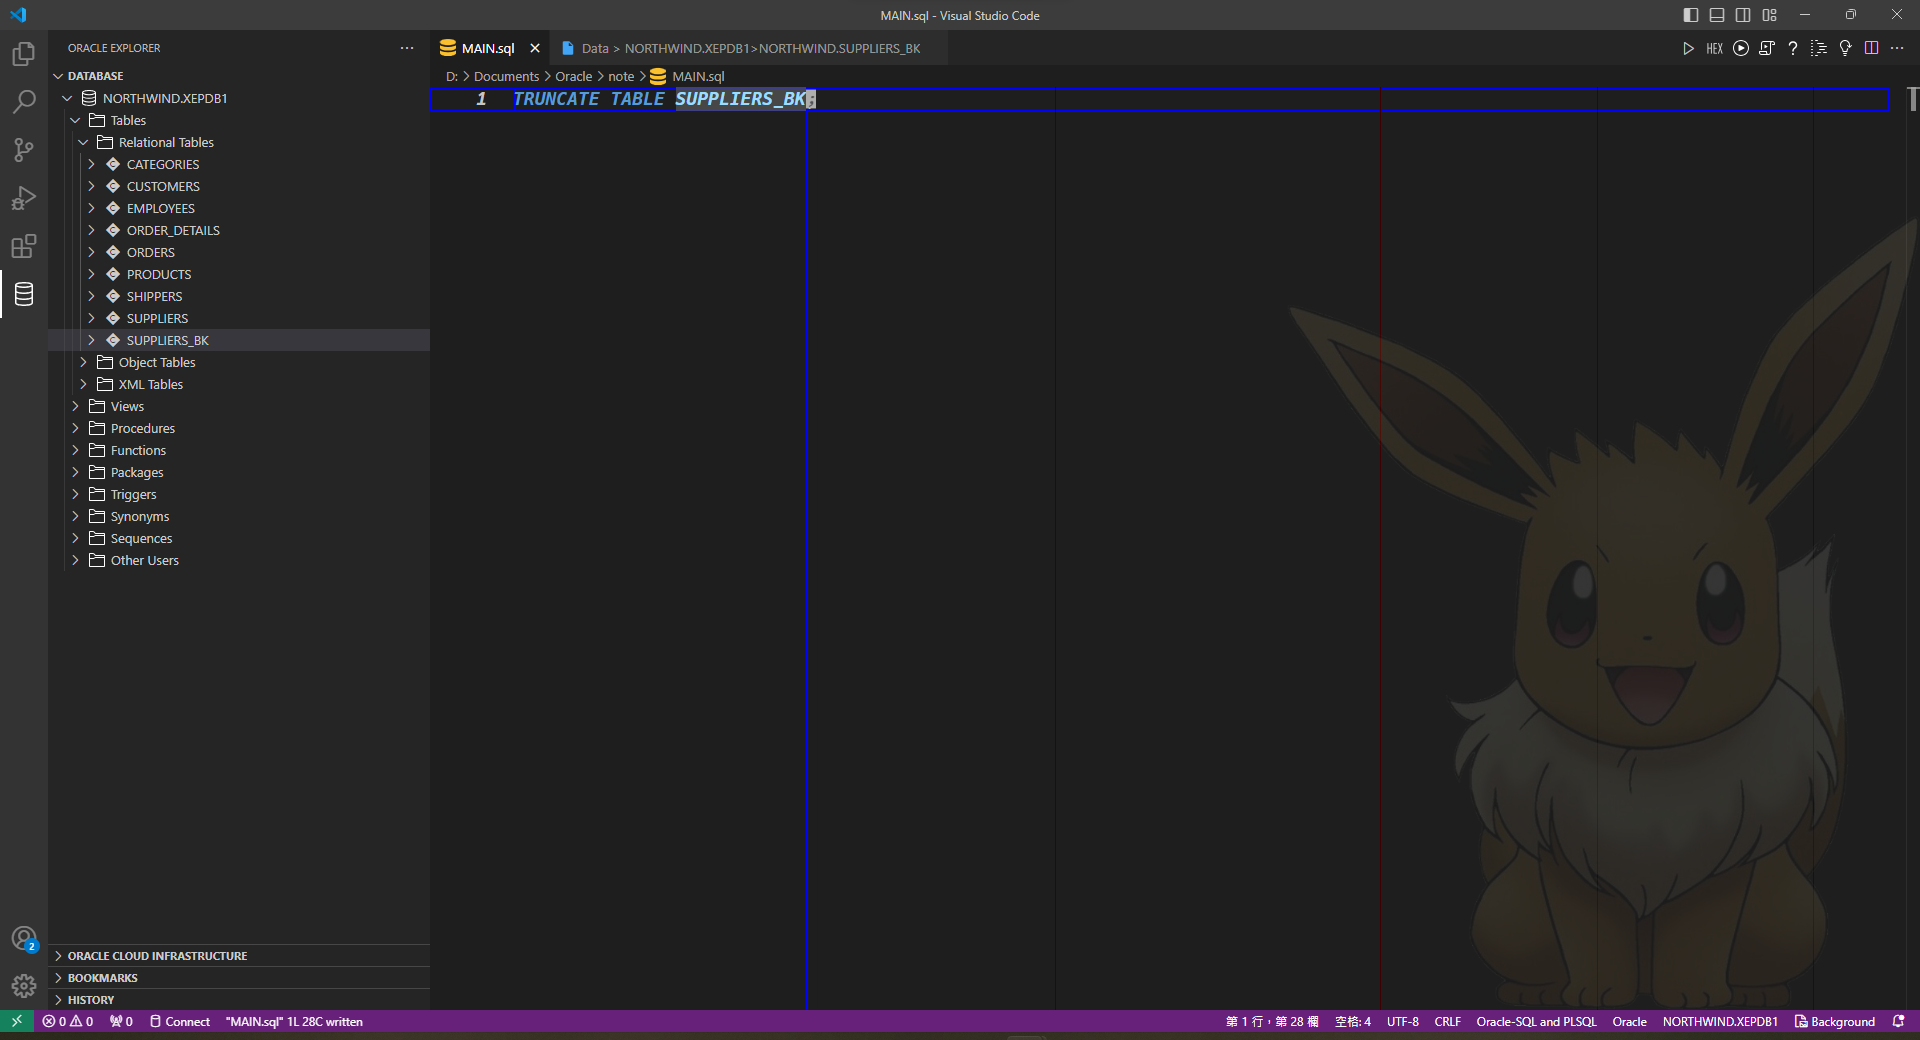 MAIN.sql - Visual Studio Code
ORACLE EXPLORER
DATABASE
NORTHWIND.XEPDB1
Tables
Relational Tables
CATEGORIES
CUSTOMERS
EMPLOYEES
ORDER_DETAILS
ORDERS
PRODUCTS
SHIPPERS
SUPPLIERS
SUPPLIERS_BK
Object Tables
XML Tables
Views
Procedures
Functions
Packages
Triggers
Synonyms
Sequences
Other Users
ORACLE CLOUD INFRASTRUCTURE
BOOKMARKS
HISTORY
2
MAIN.sql
Data > NORTHWIND.XEPDB1>NORTHWIND.SUPPLIERS_BK
HEX
D: > Documents > Oracle > note > MAIN.sql
1 TRUNCATE TABLE SUPPLIERS_BK;
0 0 0 Connect "MAIN.sql" 1L 28C written 第 1 行，第 28 欄 空格: 4 UTF-8 CRLF Oracle-SQL and PLSQL Oracle NORTHWIND.XEPDB1 Background